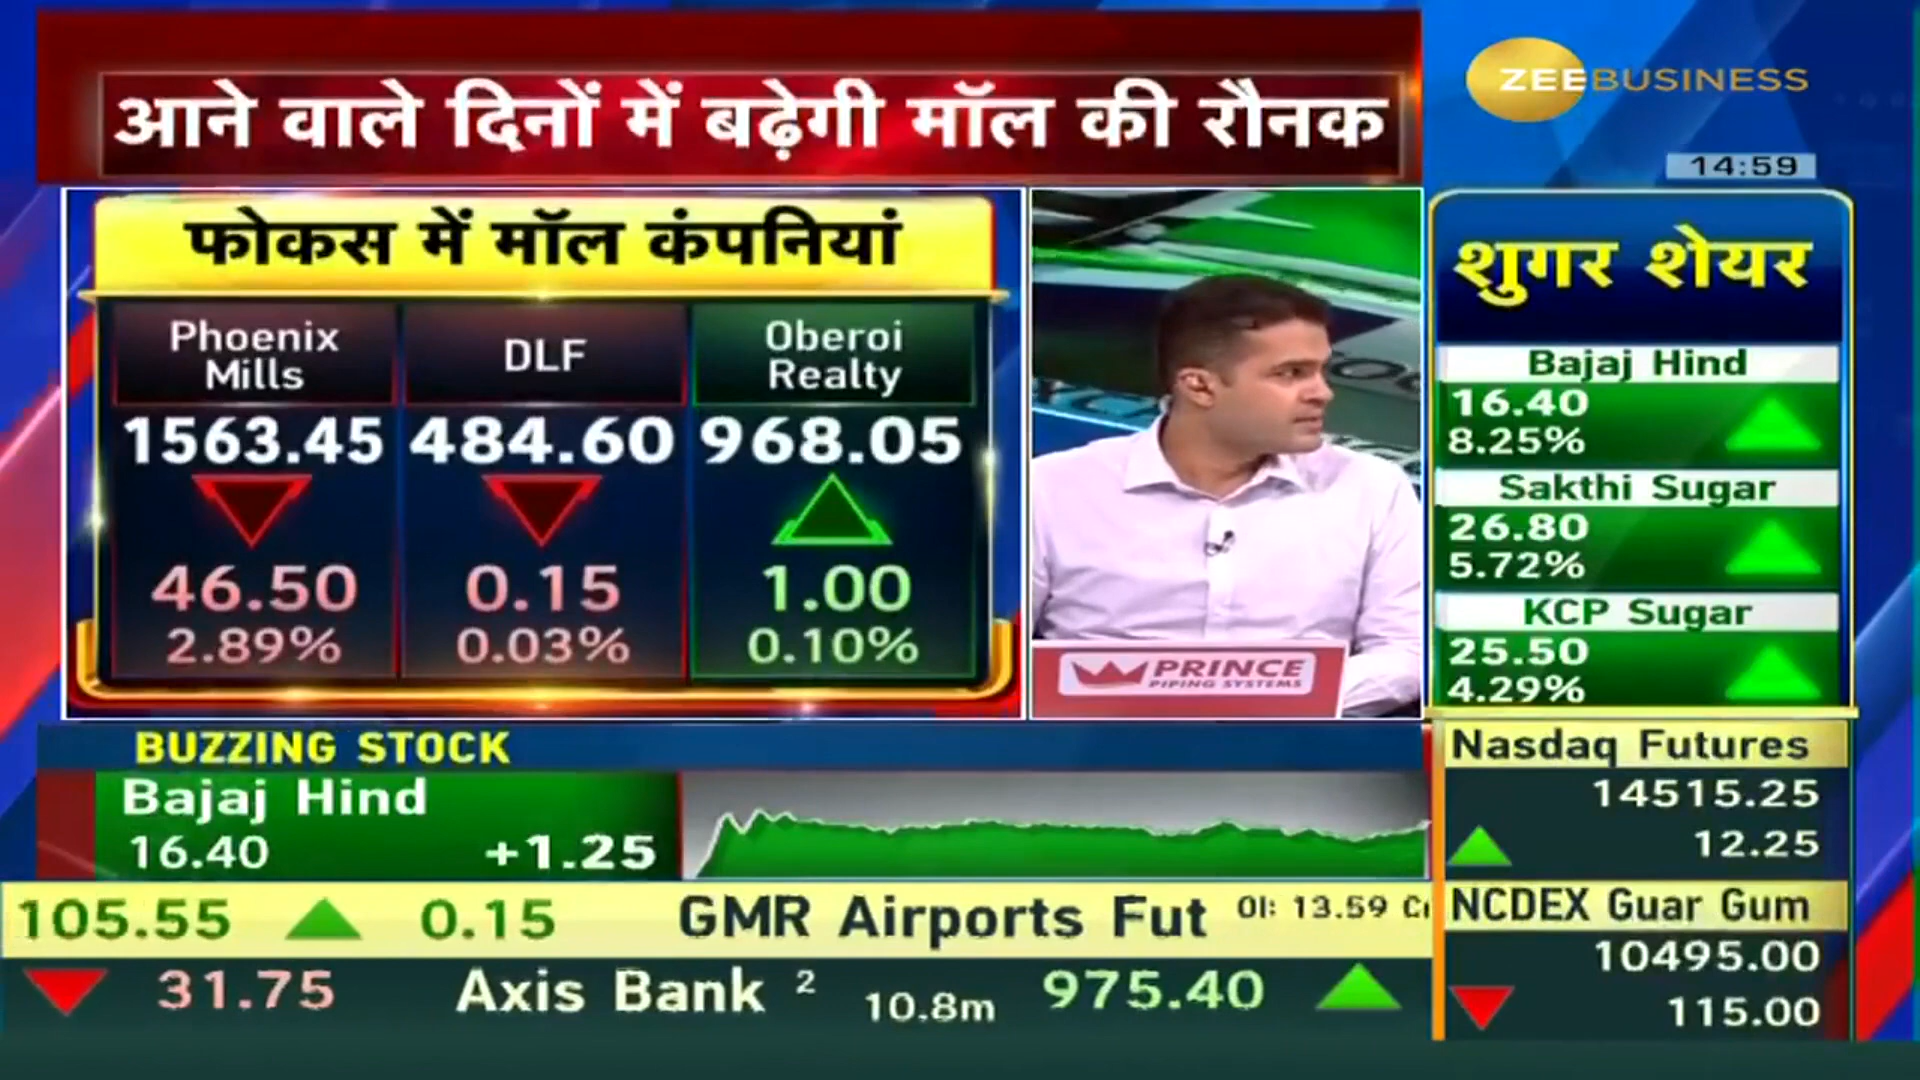 आने वाले दिनों में बढ़ेगी मॉल की रौनक
ZEEBUSINESS
14:59
फोकस में मॉल कंपनियां
Phoenix Mills
1563.45
46.50
2.89%
DLF
484.60
0.15
0.03%
Oberoi Realty
968.05
1.00
0.10%
PRINCE
PIPING SYSTEMS
शुगर शेयर
Bajaj Hind
16.40
8.25%
Sakthi Sugar
26.80
5.72%
KCP Sugar
25.50
4.29%
BUZZING STOCK
Bajaj Hind
16.40 +1.25
Nasdaq Futures
14515.25
12.25
NCDEX Guar Gum
10495.00
115.00
105.55 0.15 GMR Airports Fut OI: 13.59
31.75 Axis Bank 2 10.8m 975.40